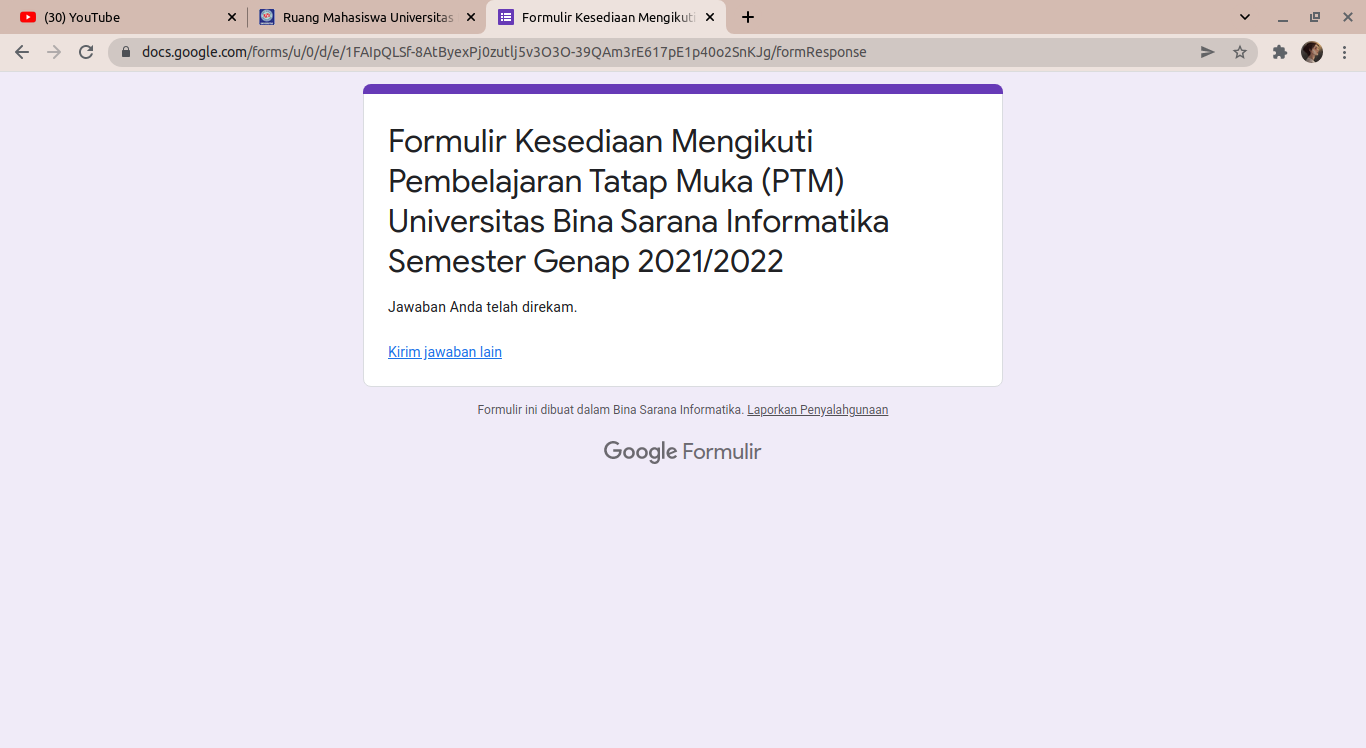 (30) YouTube
Ruang Mahasiswa Universitas
Formulir Kesediaan Mengikuti
docs.google.com/forms/u/0/d/e/1FAIpQLSf-8AtByexPj0zutlj5v3O3O-39QAm3rE617pE1p40o2SnKJg/formResponse
Formulir Kesediaan Mengikuti
Pembelajaran Tatap Muka (PTM)
Universitas Bina Sarana Informatika
Semester Genap 2021/2022
Jawaban Anda telah direkam.
Kirim jawaban lain
Formulir ini dibuat dalam Bina Sarana Informatika. Laporkan Penyalahgunaan
Google Formulir